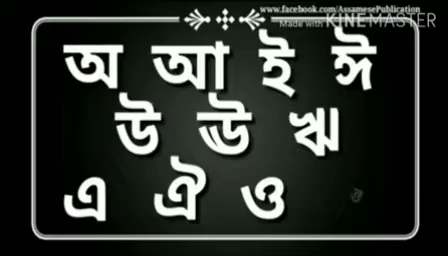 www.facebook.com/AssamesePublication
Made with KINEMASTER
অ আ ই ঈ
উ ঊ ঋ
এ ঐ ও